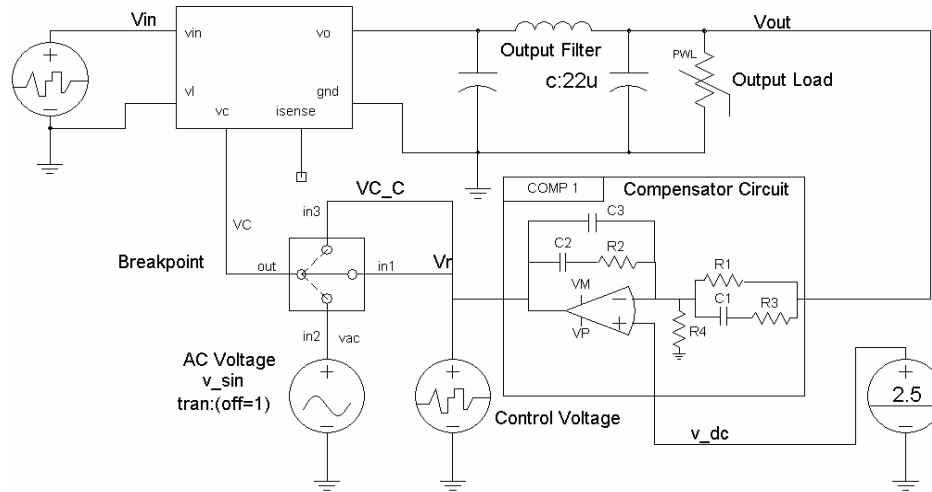 Vin
vin
vo
Vout
Output Filter
c:22u
PWL
Output Load
vl
gnd
vc
isense
COMP 1
Compensator Circuit
VC_C
in3
C3
VC
C2
R2
Breakpoint
out
Vr
in1
R1
VM
C1
R3
VP
R4
in2
vac
AC Voltage
v_sin
tran:(off=1)
Control Voltage
2.5
v_dc